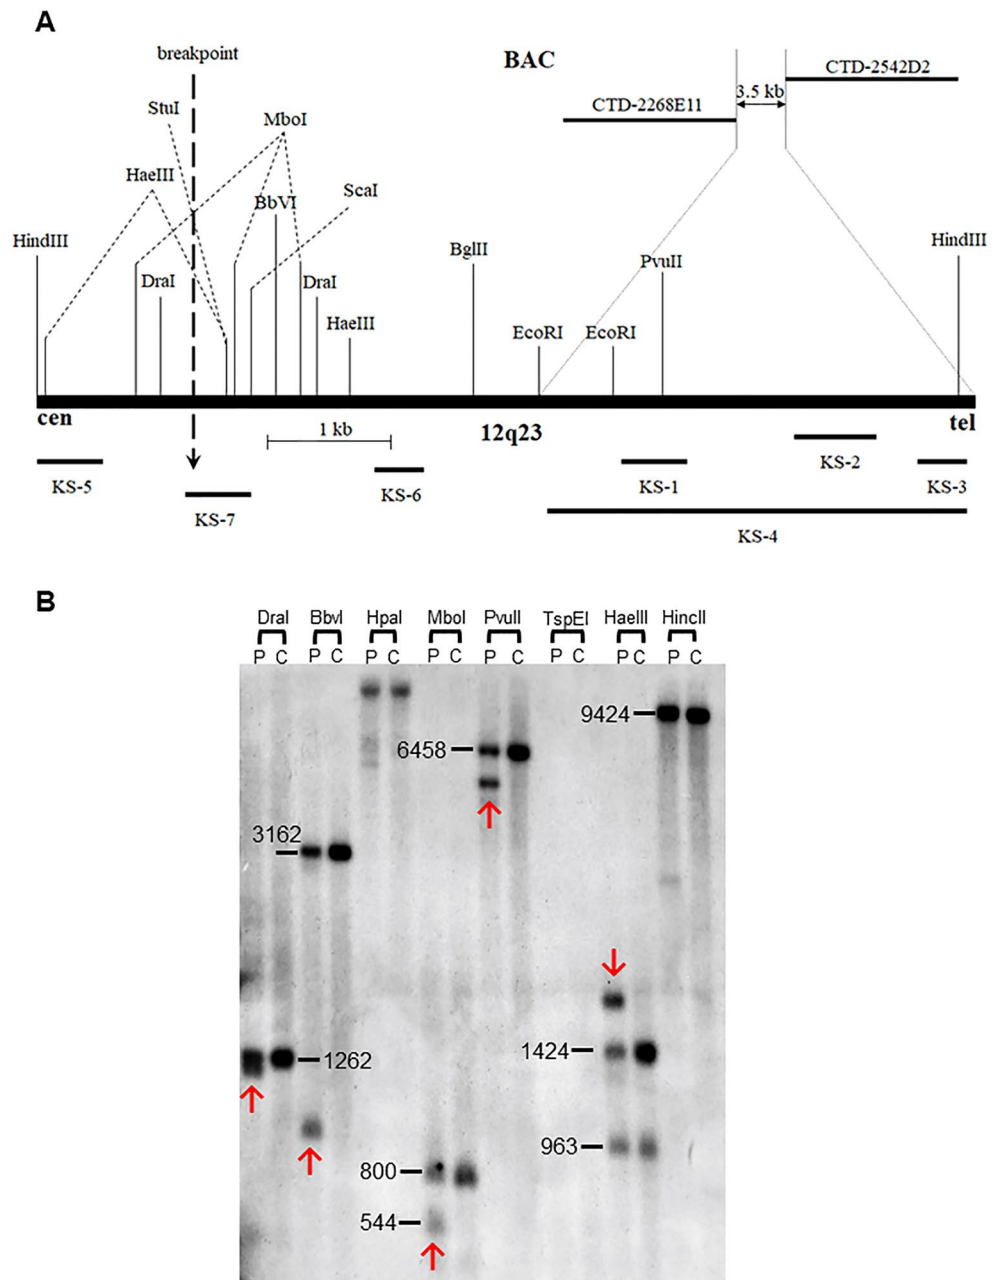 A
breakpoint
BAC
CTD-2542D2
StuI
3.5 kb
CTD-2268E11
MboI
HaeIII
ScaI
BbVI
HindIII
BglII
HindIII
PvuII
DraI
DraI
HaeIII
EcoRI
EcoRI
cen
12q23
tel
1 kb
KS-5
KS-7
KS-6
KS-1
KS-2
KS-3
KS-4
B
DraI BbvI HpaI MboI PvuII TspEI HaeIII HincII
P C P C P C P C P C P C P C P C
9424
6458
3162
1424
1262
963
800
544